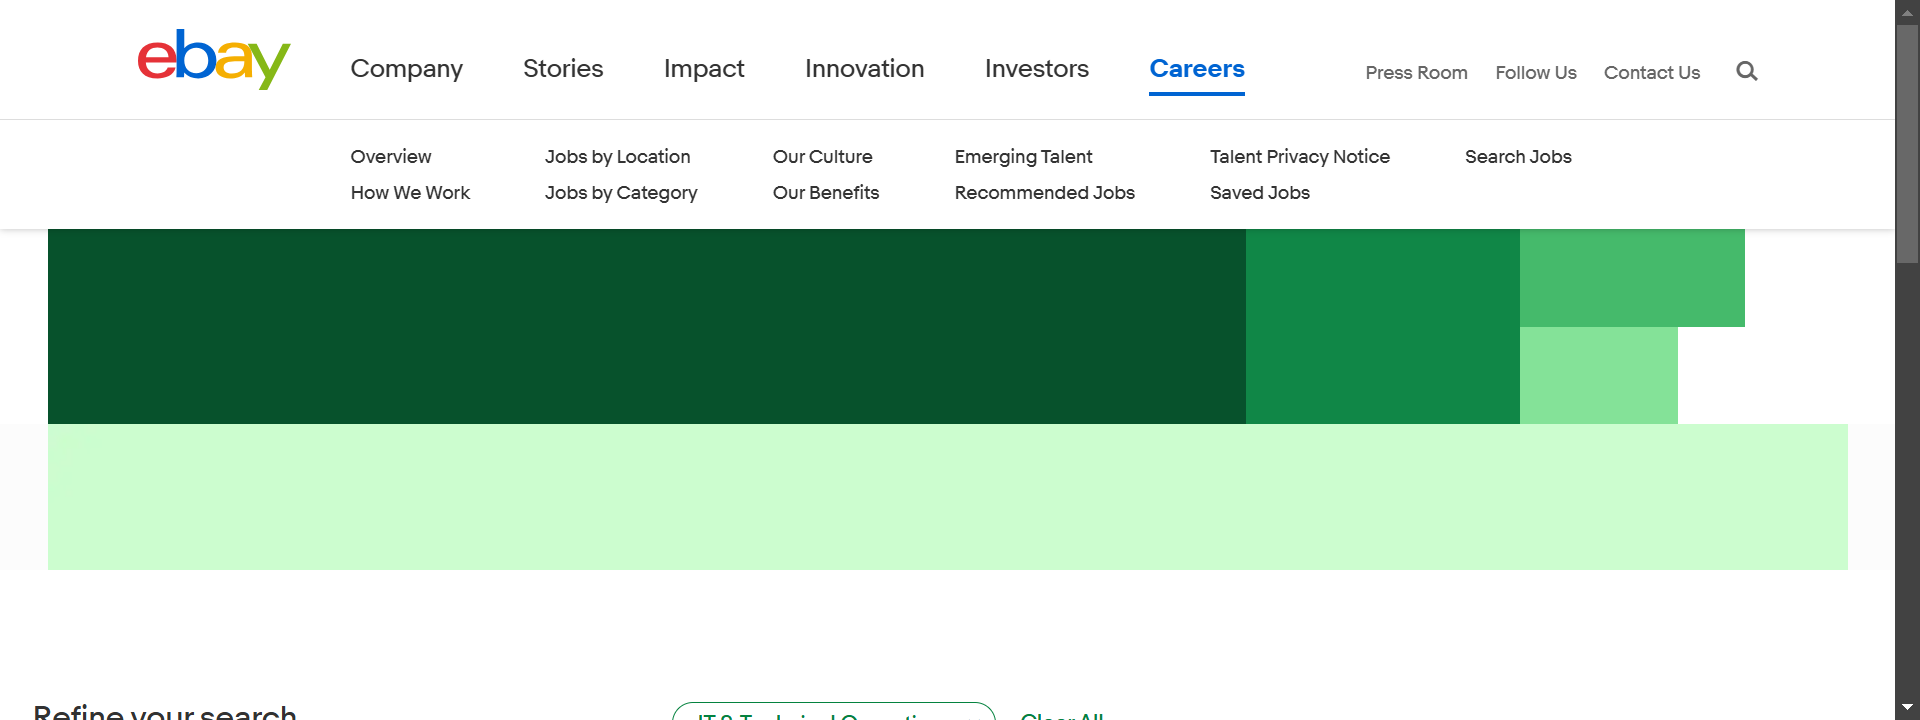 ebay Company Stories Impact Innovation Investors Careers Press Room Follow Us Contact Us
Overview Jobs by Location Our Culture Emerging Talent Talent Privacy Notice Search Jobs
How We Work Jobs by Category Our Benefits Recommended Jobs Saved Jobs
Refine your search IT & Technical Clear All